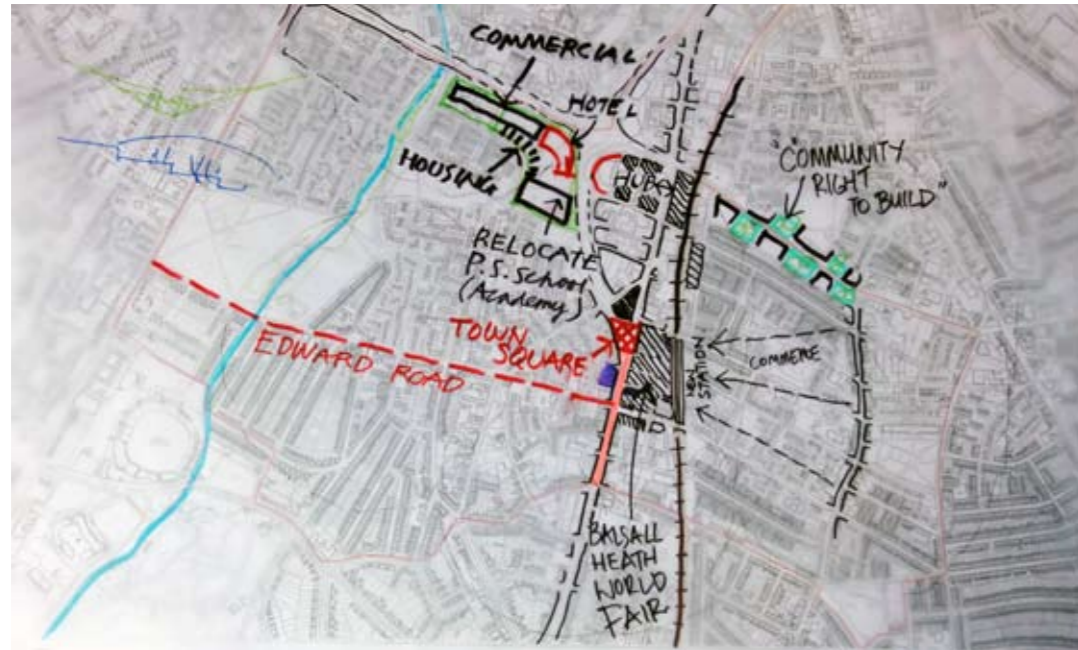 COMMERCIAL
HOTEL
HOUSING
HUB
"COMMUNITY
RIGHT
TO BUILD"
RELOCATE
P.S. School
(Academy)
TOWN
SQUARE
EDWARD ROAD
NEW
STATION
COMMERCE
BALSALL
HEATH
WORLD
FAIR